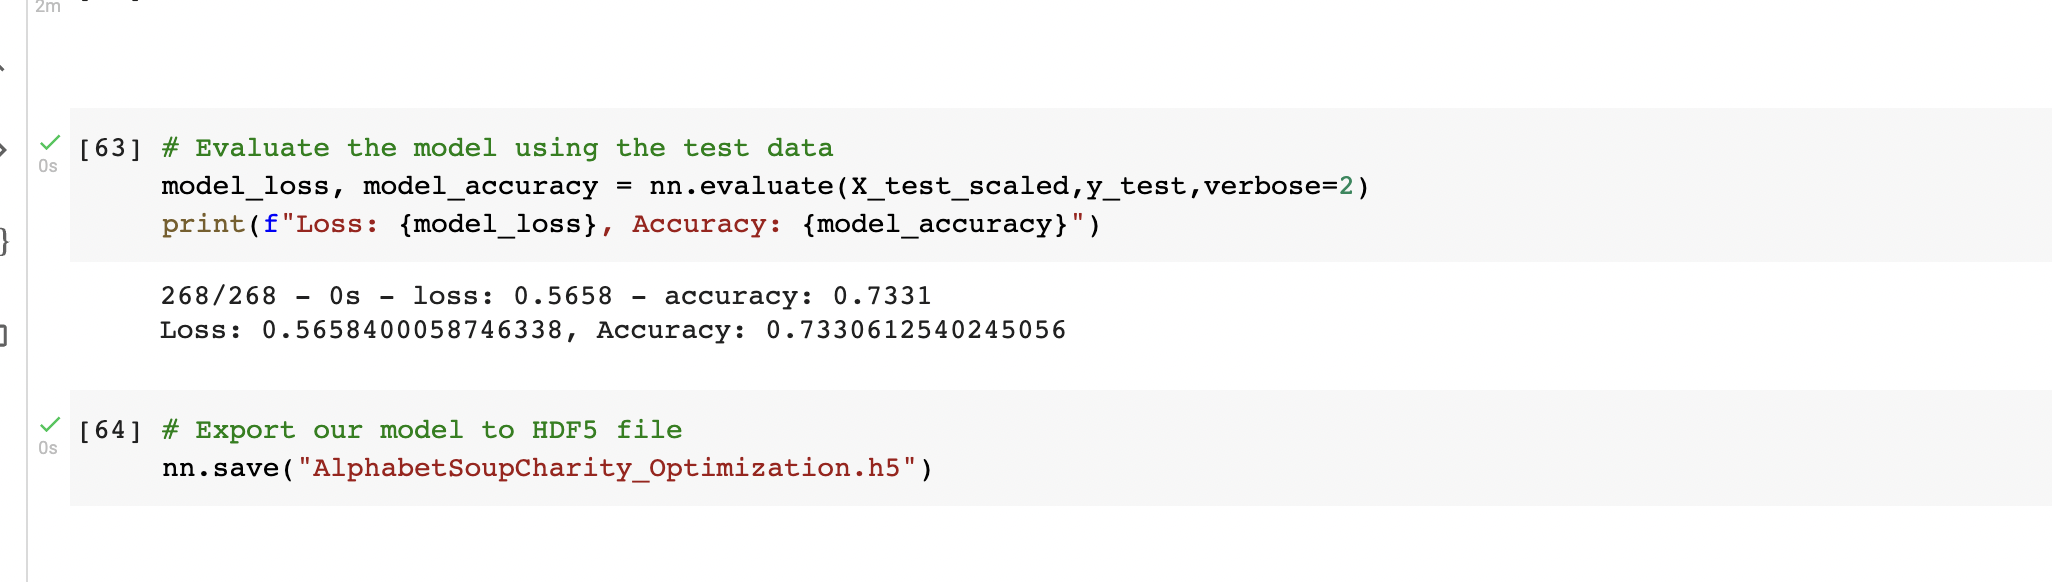 2m
[63] # Evaluate the model using the test data
model_loss, model_accuracy = nn.evaluate(X_test_scaled,y_test,verbose=2)
print(f"Loss: {model_loss}, Accuracy: {model_accuracy}")
0s
268/268 - 0s - loss: 0.5658 - accuracy: 0.7331
Loss: 0.5658400058746338, Accuracy: 0.7330612540245056
[64] # Export our model to HDF5 file
0s
nn.save("AlphabetSoupCharity_Optimization.h5")